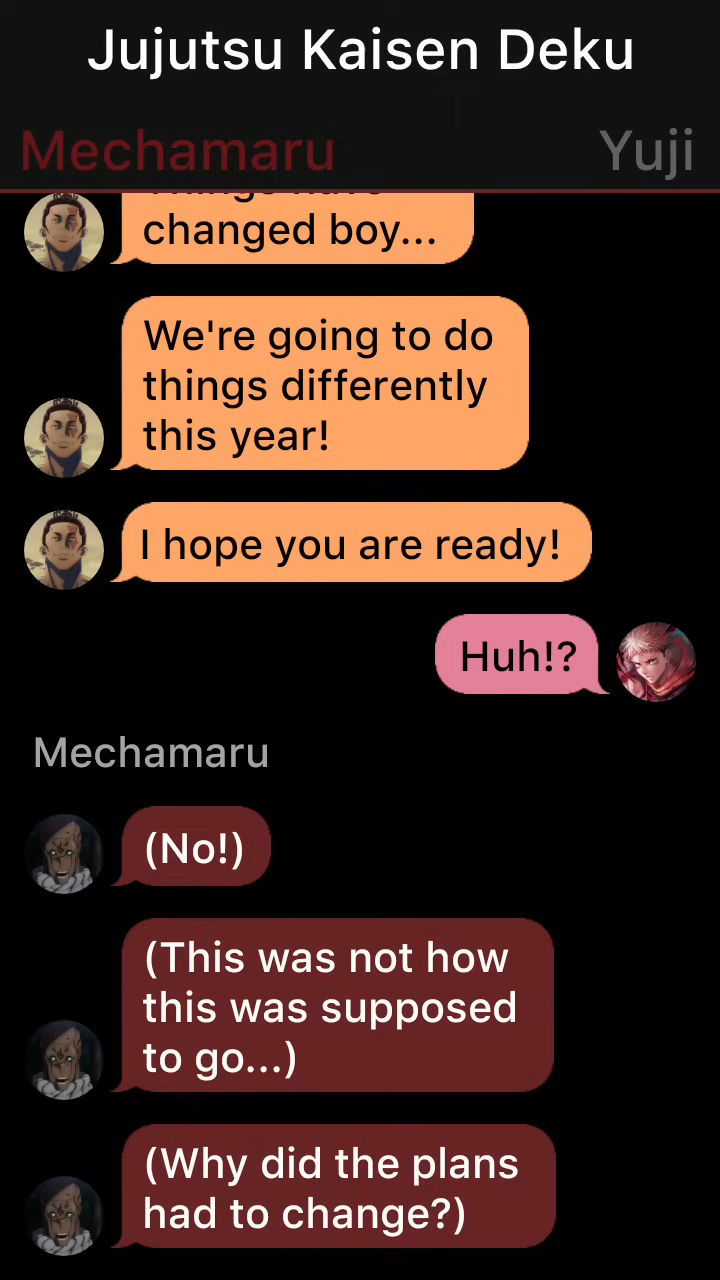 Jujutsu Kaisen Deku
Mechamaru
Yuji
Things have
changed boy...
We're going to do
things differently
this year!
I hope you are ready!
Huh!?
Mechamaru
(No!)
(This was not how
this was supposed
to go...)
(Why did the plans
had to change?)